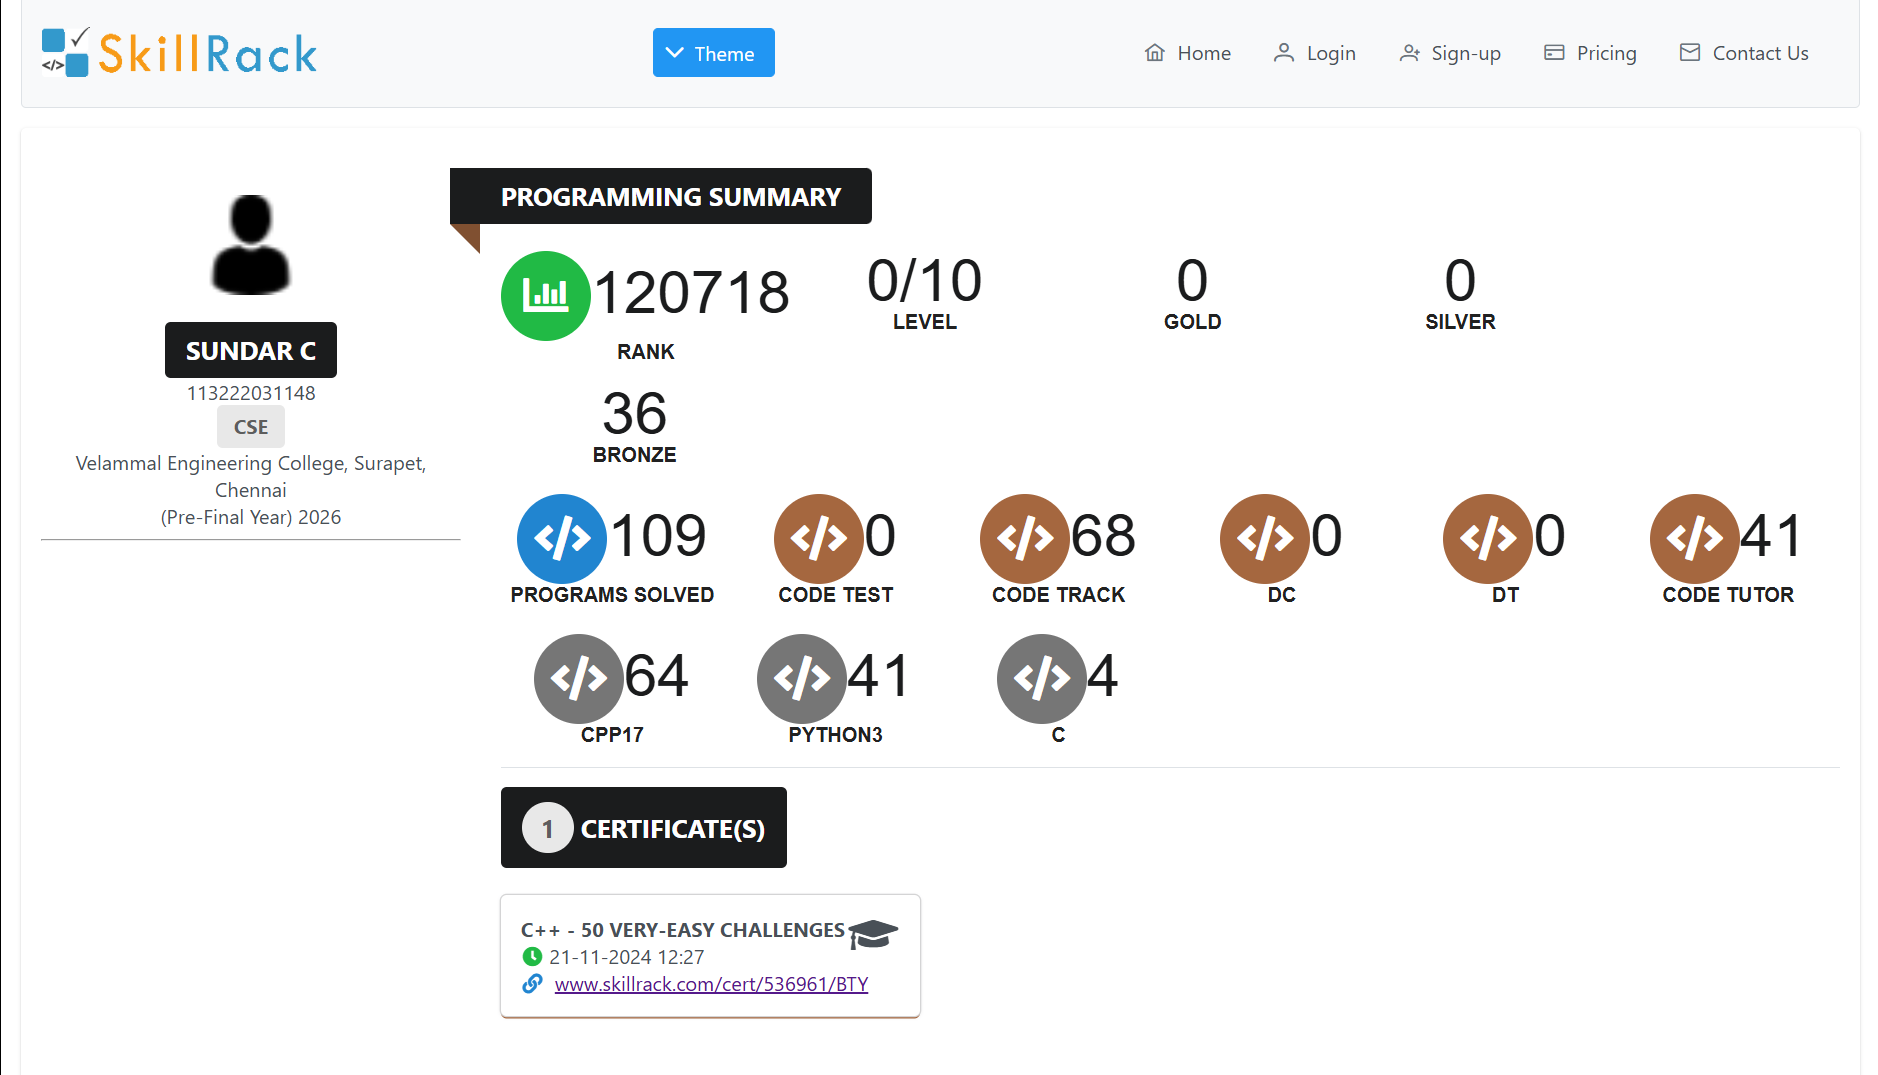 SkillRack
Theme
Home
Login
Sign-up
Pricing
Contact Us
SUNDAR C
113222031148
CSE
Velammal Engineering College, Surapet,
Chennai
(Pre-Final Year) 2026
PROGRAMMING SUMMARY
120718
RANK
0/10
LEVEL
0
GOLD
0
SILVER
36
BRONZE
109
PROGRAMS SOLVED
0
CODE TEST
68
CODE TRACK
0
DC
0
DT
41
CODE TUTOR
64
CPP17
41
PYTHON3
4
C
1 CERTIFICATE(S)
C++ - 50 VERY-EASY CHALLENGES
21-11-2024 12:27
www.skillrack.com/cert/536961/BTY